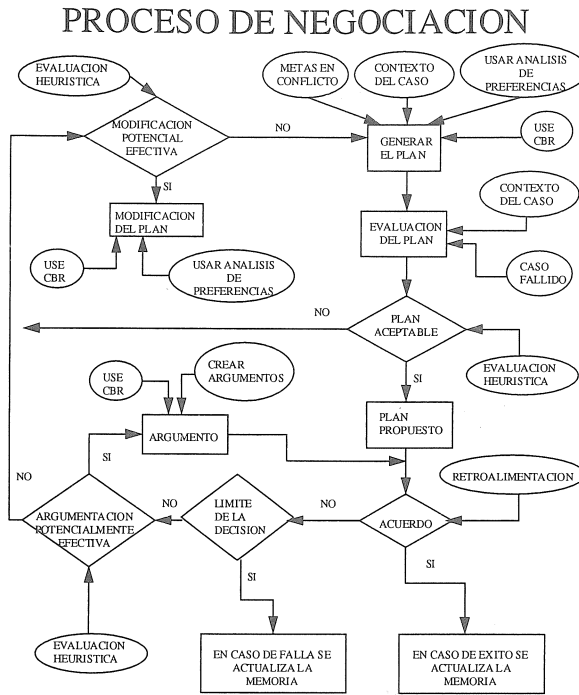 PROCESO DE NEGOCIACION
EVALUACION
HEURISTICA
METAS EN
CONFLICTO
CONTEXTO
DEL CASO
USAR ANALISIS
DE
PREFERENCIAS
MODIFICACION
POTENCIAL
EFECTIVA
NO
GENERAR
EL PLAN
USE
CBR
SI
MODIFICACION
DEL PLAN
CONTEXTO
DEL CASO
EVALUACION
DEL PLAN
USE
CBR
USAR ANALISIS
DE
PREFERENCIAS
CASO
FALLIDO
NO
PLAN
ACEPTABLE
EVALUACION
HEURISTICA
SI
USE
CBR
CREAR
ARGUMENTOS
PLAN
PROPUESTO
ARGUMENTO
SI
NO
RETROALIMENTACION
ARGUMENTACION
POTENCIALMENTE
EFECTIVA
NO
LIMITE
DE LA
DECISION
NO
ACUERDO
SI
SI
EVALUACION
HEURISTICA
EN CASO DE FALLA SE
ACTUALIZA LA
MEMORIA
EN CASO DE EXITO SE
ACTUALIZA LA
MEMORIA